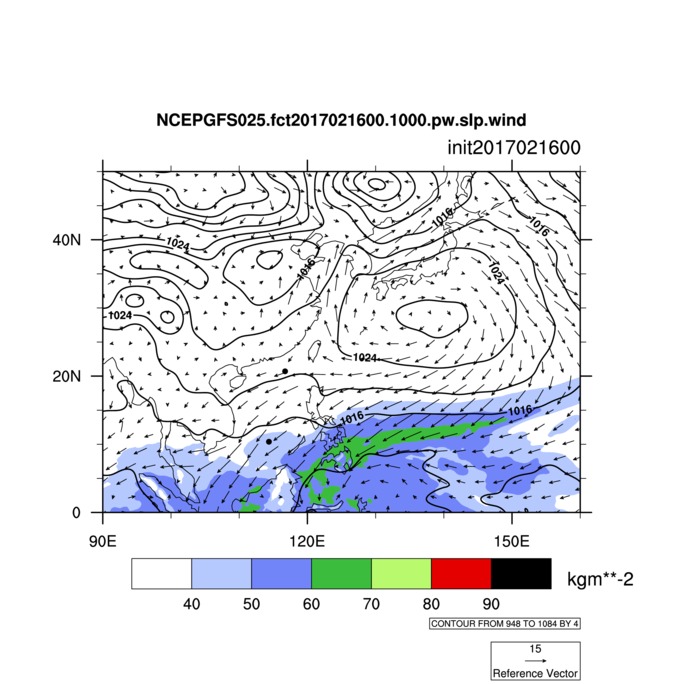 NCEPGFS025.fct2017021600.1000.pw.slp.wind
init2017021600
1016
1016
40N
1024
1016
1024
1024
1024
20N
1016
1016
0
90E 120E 150E
kgm**-2
40 50 60 70 80 90
CONTOUR FROM 948 TO 1084 BY 4
15
Reference Vector